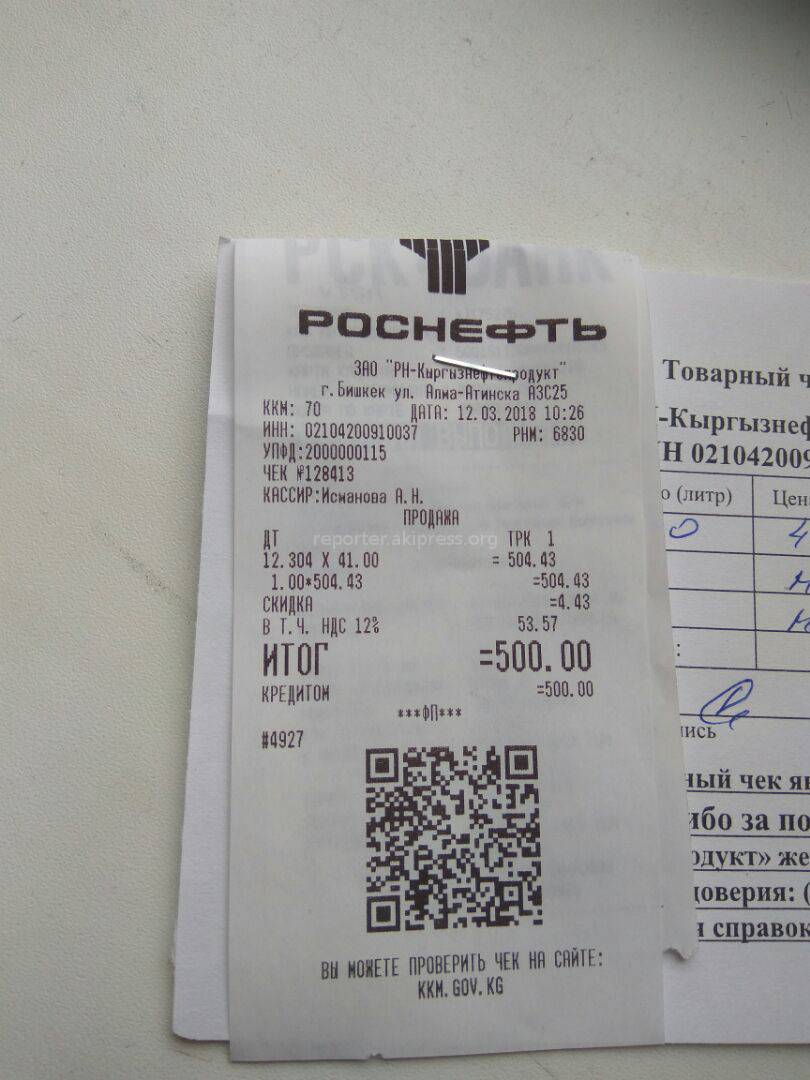 РОСНЕФТЬ
ЗАО "РН-Кыргызнефтепродукт"
г.Бишкек ул. Алма-Атинска АЗС25
ККМ: 70 ДАТА: 12.03.2018 10:26
ИНН: 02104200910037 РНМ: 6830
УПФД:2000000115
ЧЕК №128413
КАССИР:Исманова А.Н.
ПРОДАЖА
reporter.akipress.org
ДТ ТРК 1
12.304 X 41.00 = 504.43
1.00*504.43 =504.43
СКИДКА =4.43
В Т.Ч. НДС 12% 53.57
ИТОГ =500.00
КРЕДИТОМ =500.00
***ФП***
#4927
ВЫ МОЖЕТЕ ПРОВЕРИТЬ ЧЕК НА САЙТЕ:
KKM.GOV.KG
Товарный ч
-Кыргызнеф
Н 021042009
о (литр) Цен
:
ись
ный чек яв
ибо за по
одукт» же
доверия: (
и справок